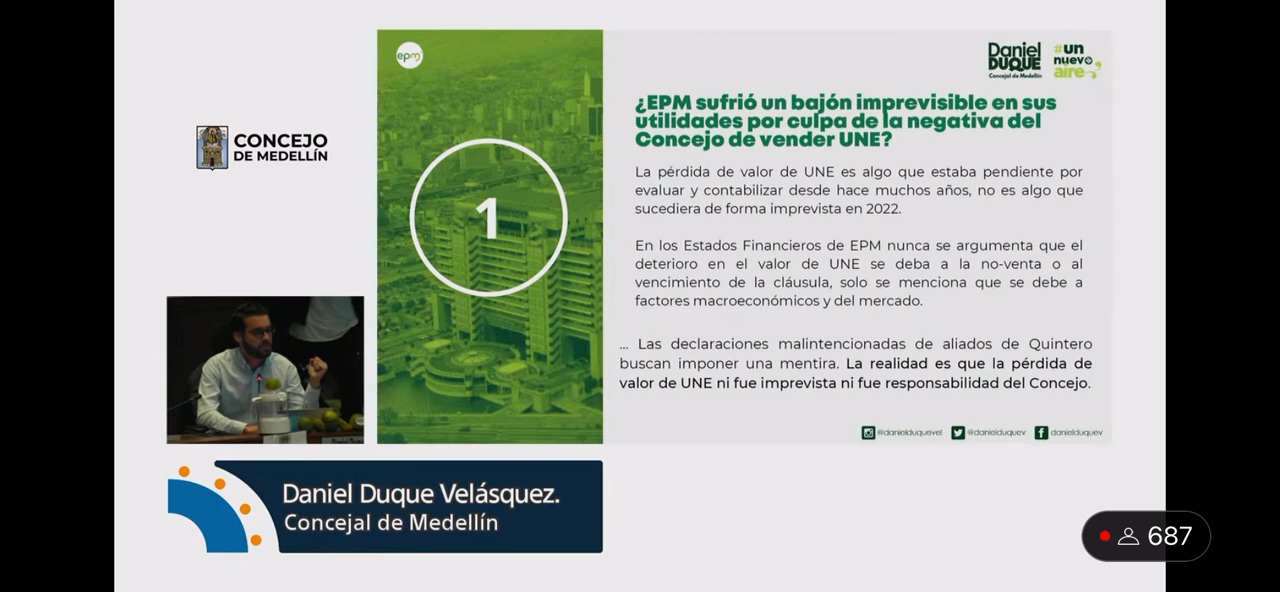 epm
Daniel
DUQUE
Concejal de Medellín
#un
nuevo
aire
CONCEJO
DE MEDELLÍN
1
¿EPM sufrió un bajón imprevisible en sus
utilidades por culpa de la negativa del
Concejo de vender UNE?
La pérdida de valor de UNE es algo que estaba pendiente por
evaluar y contabilizar desde hace muchos años, no es algo que
sucediera de forma imprevista en 2022.
En los Estados Financieros de EPM nunca se argumenta que el
deterioro en el valor de UNE se deba a la no-venta o al
vencimiento de la cláusula, solo se menciona que se debe a
factores macroeconómicos y del mercado.
... Las declaraciones malintencionadas de aliados de Quintero
buscan imponer una mentira. La realidad es que la pérdida de
valor de UNE ni fue imprevista ni fue responsabilidad del Concejo.
@danielduquevel @danielduquev danielduquev
Daniel Duque Velásquez.
Concejal de Medellín
687